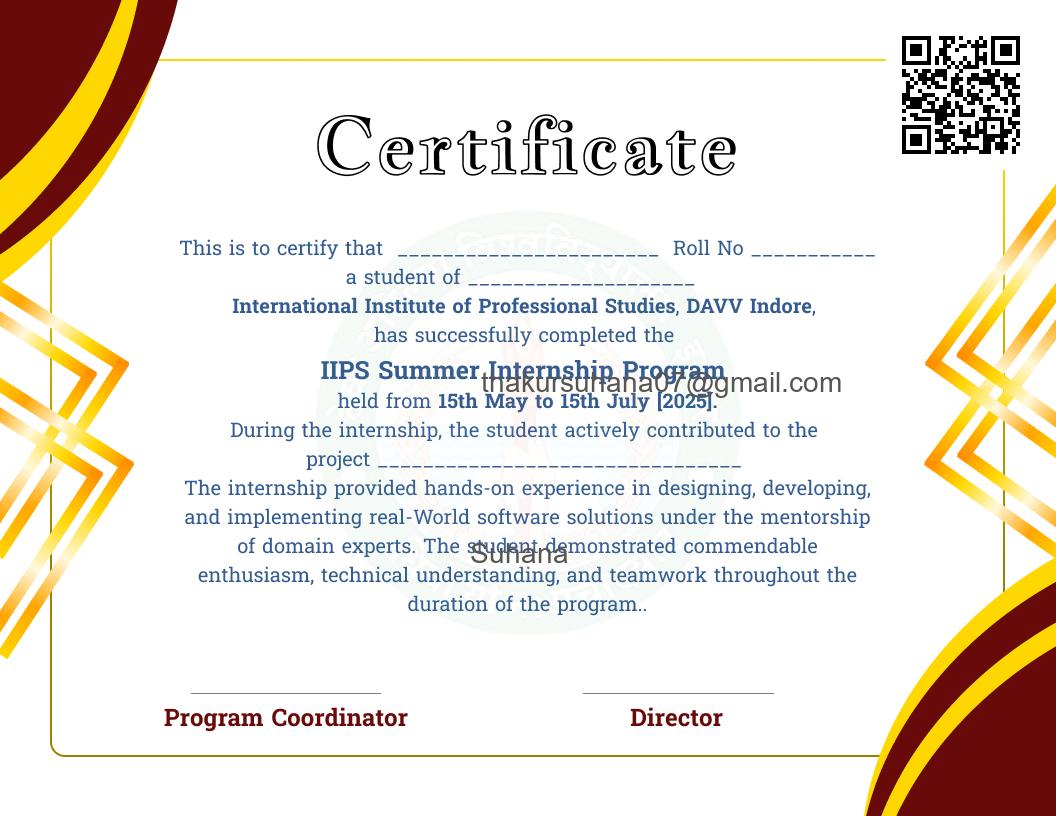 Certificate
This is to certify that _______________________ Roll No ___________
a student of ____________________
International Institute of Professional Studies, DAVV Indore,
has successfully completed the
IIPS Summer Internship Program
thakursuhana07@gmail.com
held from 15th May to 15th July [2025].
During the internship, the student actively contributed to the
project ________________________________
The internship provided hands-on experience in designing, developing,
and implementing real-World software solutions under the mentorship
of domain experts. The student demonstrated commendable
Suhana
enthusiasm, technical understanding, and teamwork throughout the
duration of the program..
Program Coordinator Director